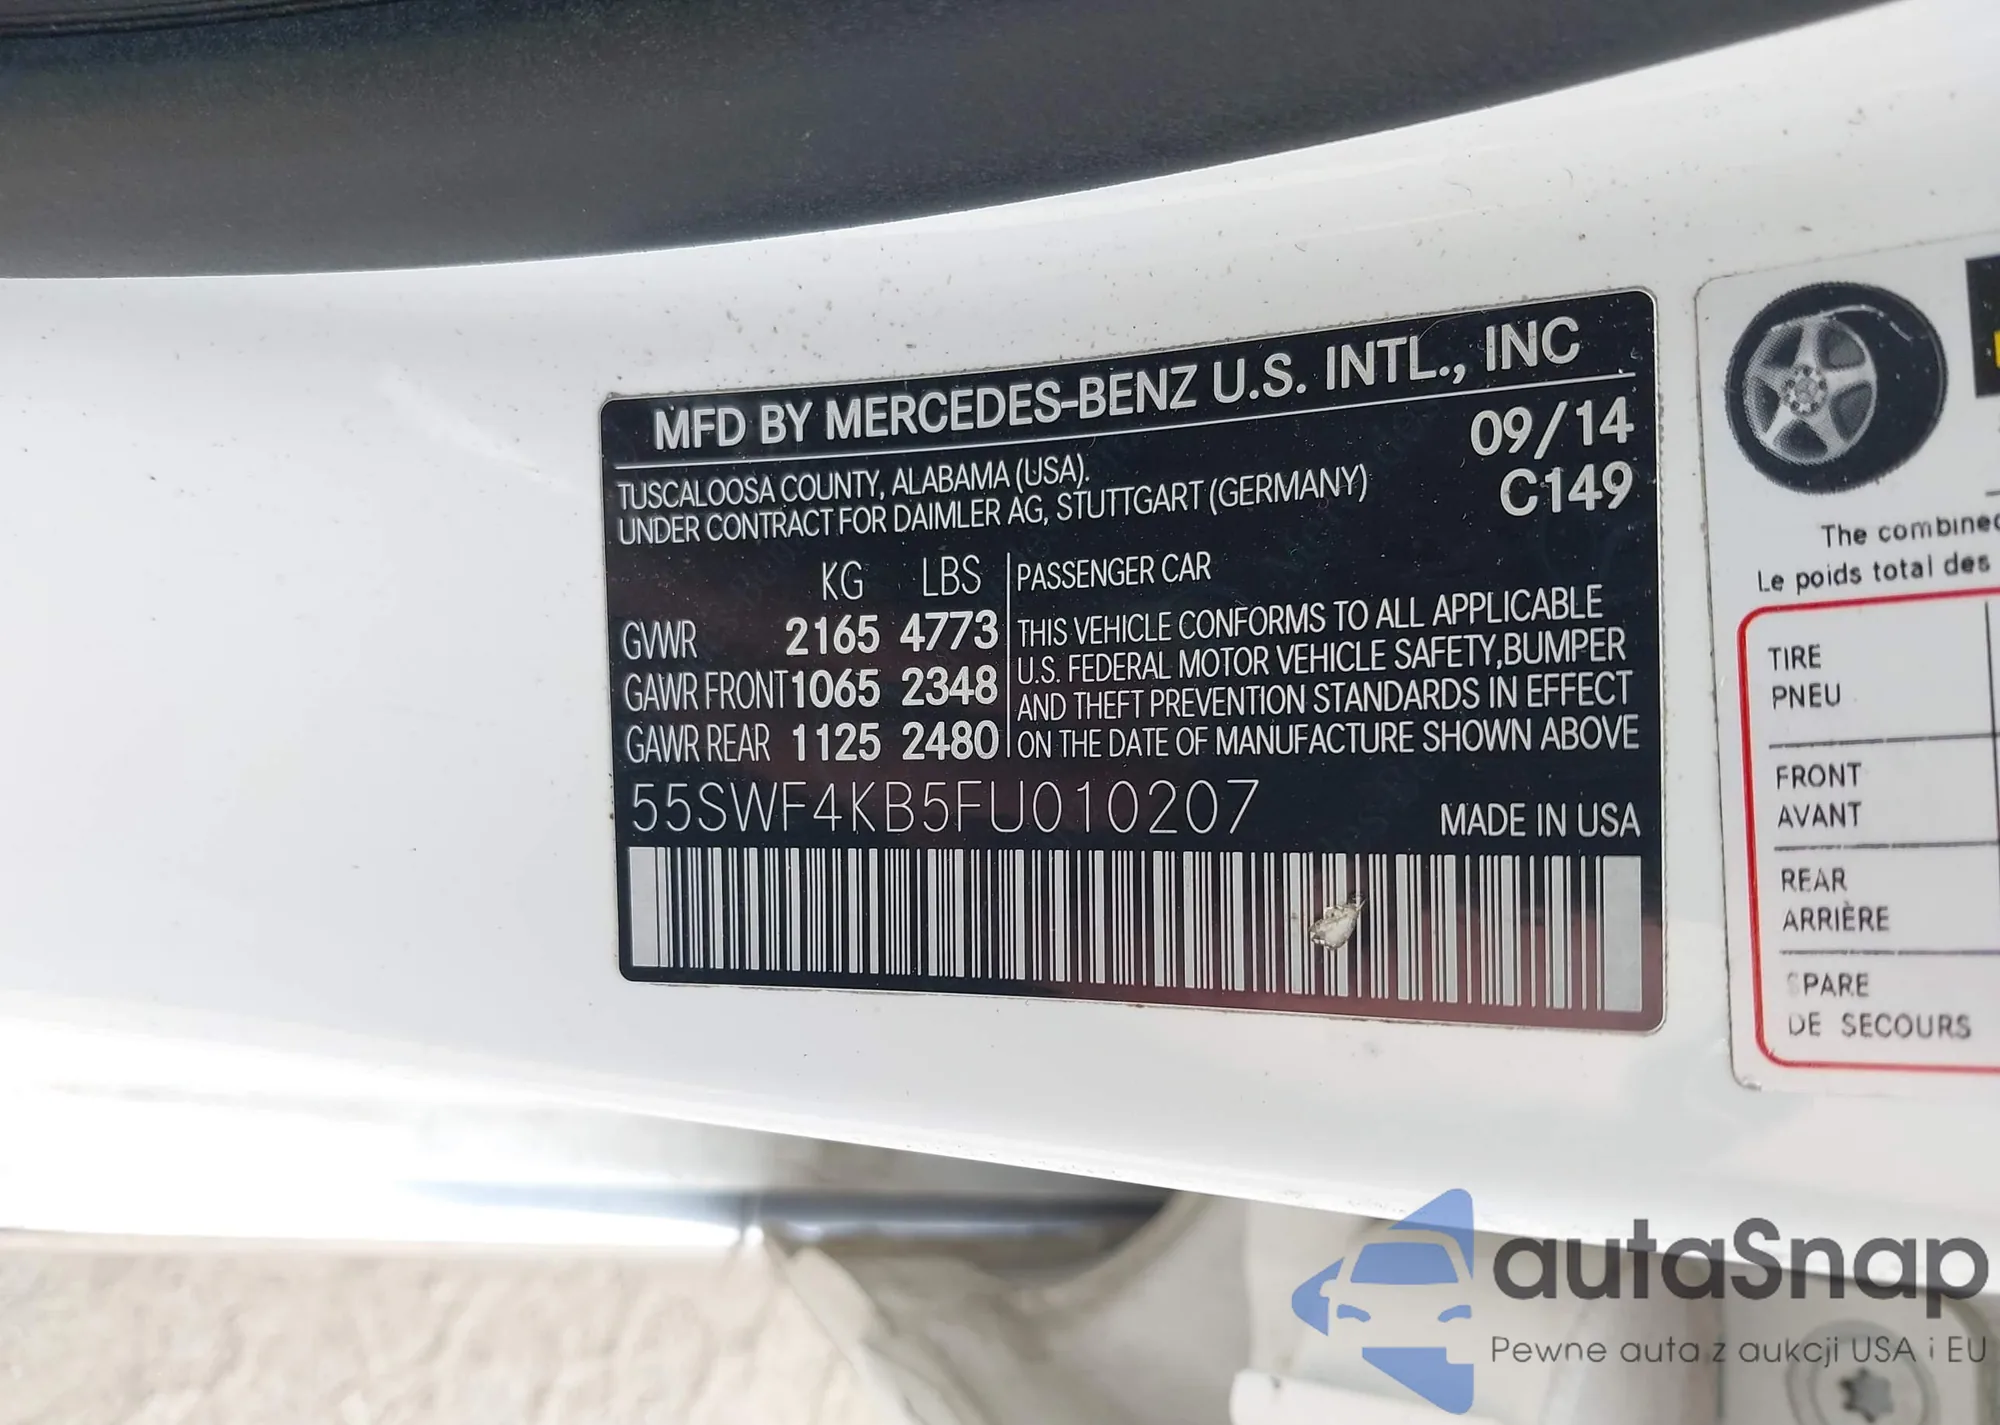 MFD BY MERCEDES-BENZ U.S. INTL., INC
09/14
TUSCALOOSA COUNTY, ALABAMA (USA).
UNDER CONTRACT FOR DAIMLER AG, STUTTGART (GERMANY)
C149
KG LBS
GVWR 2165 4773
GAWR FRONT 1065 2348
GAWR REAR 1125 2480
PASSENGER CAR
THIS VEHICLE CONFORMS TO ALL APPLICABLE
U.S. FEDERAL MOTOR VEHICLE SAFETY,BUMPER
AND THEFT PREVENTION STANDARDS IN EFFECT
ON THE DATE OF MANUFACTURE SHOWN ABOVE
55SWF4KB5FU010207
MADE IN USA
The combined
Le poids total des
TIRE
PNEU
FRONT
AVANT
REAR
ARRIÈRE
SPARE
DE SECOURS
autaSnap
Pewne auta z aukcji USA i EU